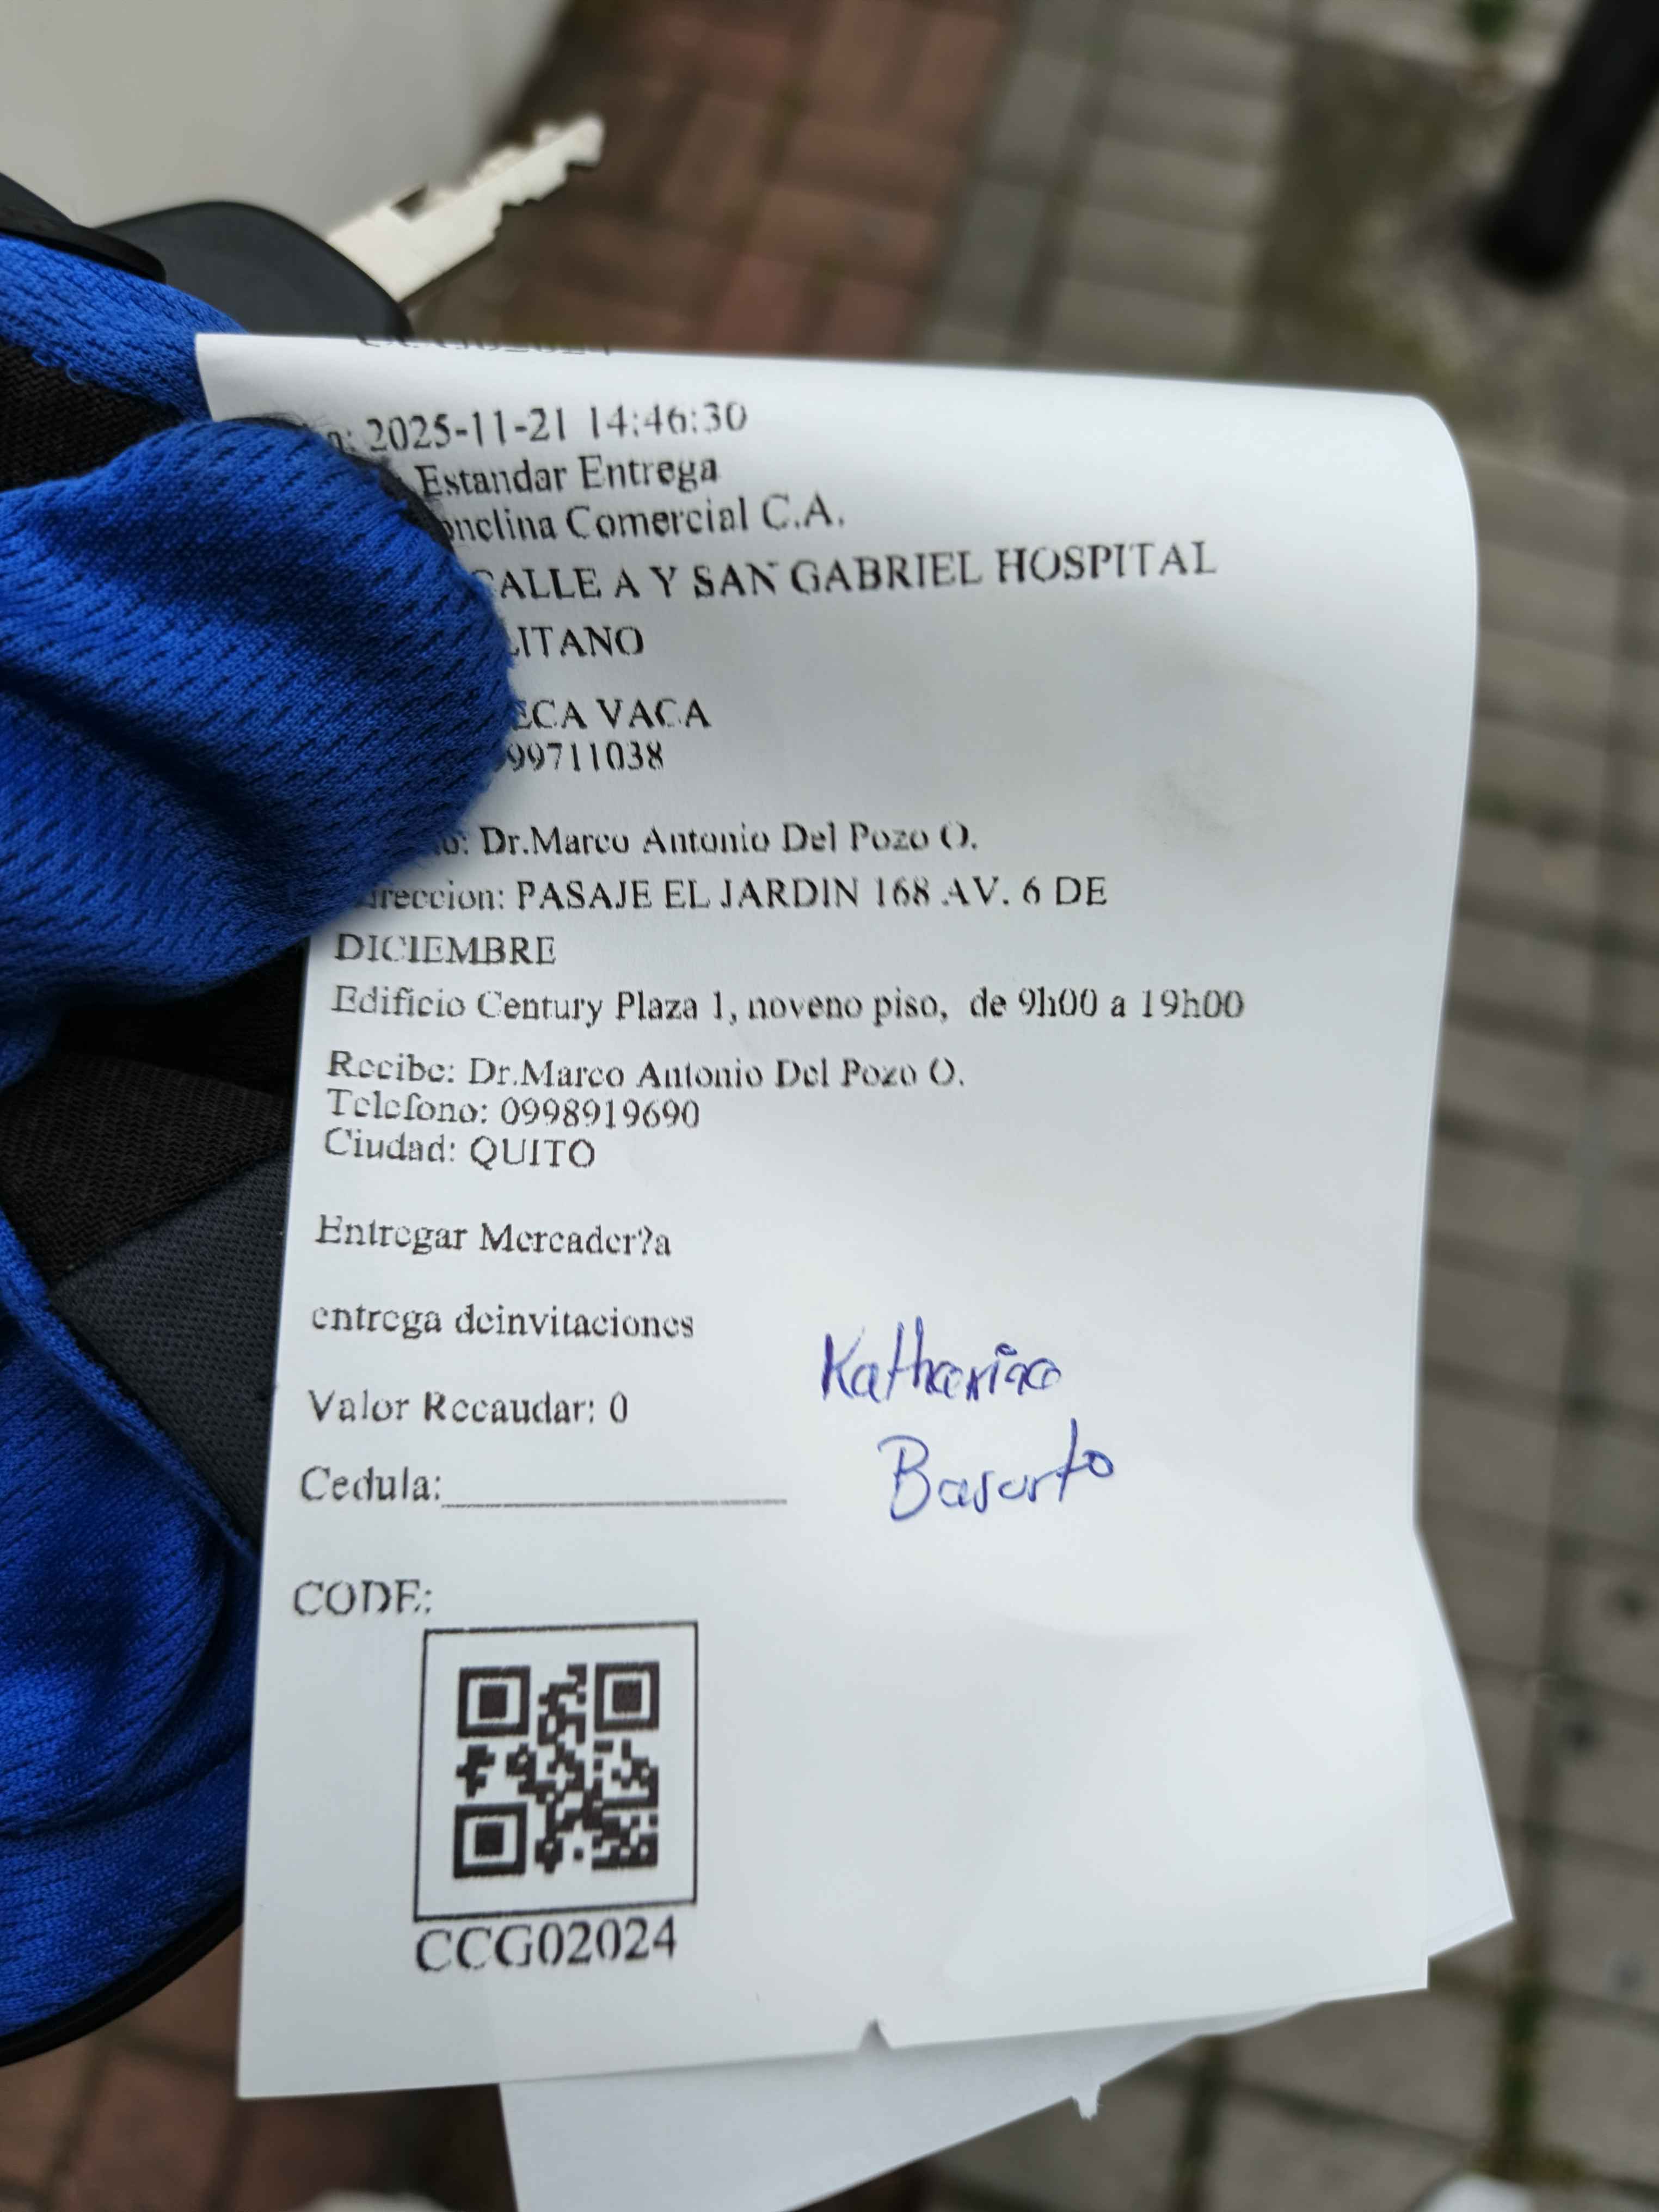 2025-11-21 14:46:30
Estandar Entrega
Comercial C.A.
CALLE A Y SAN GABRIEL HOSPITAL
LITANO
ECA VACA
99711038
Dr.Marco Antonio Del Pozo O.
Direccion: PASAJE EL JARDIN 168 AV. 6 DE
DICIEMBRE
Edificio Century Plaza 1, noveno piso, de 9h00 a 19h00
Recibe: Dr.Marco Antonio Del Pozo O.
Telefono: 0998919690
Ciudad: QUITO
Entregar Mercader?a
entrega deinvitaciones
Valor Recaudar: 0
Katharina
Basurto
Cedula:
CODE:
CCG02024